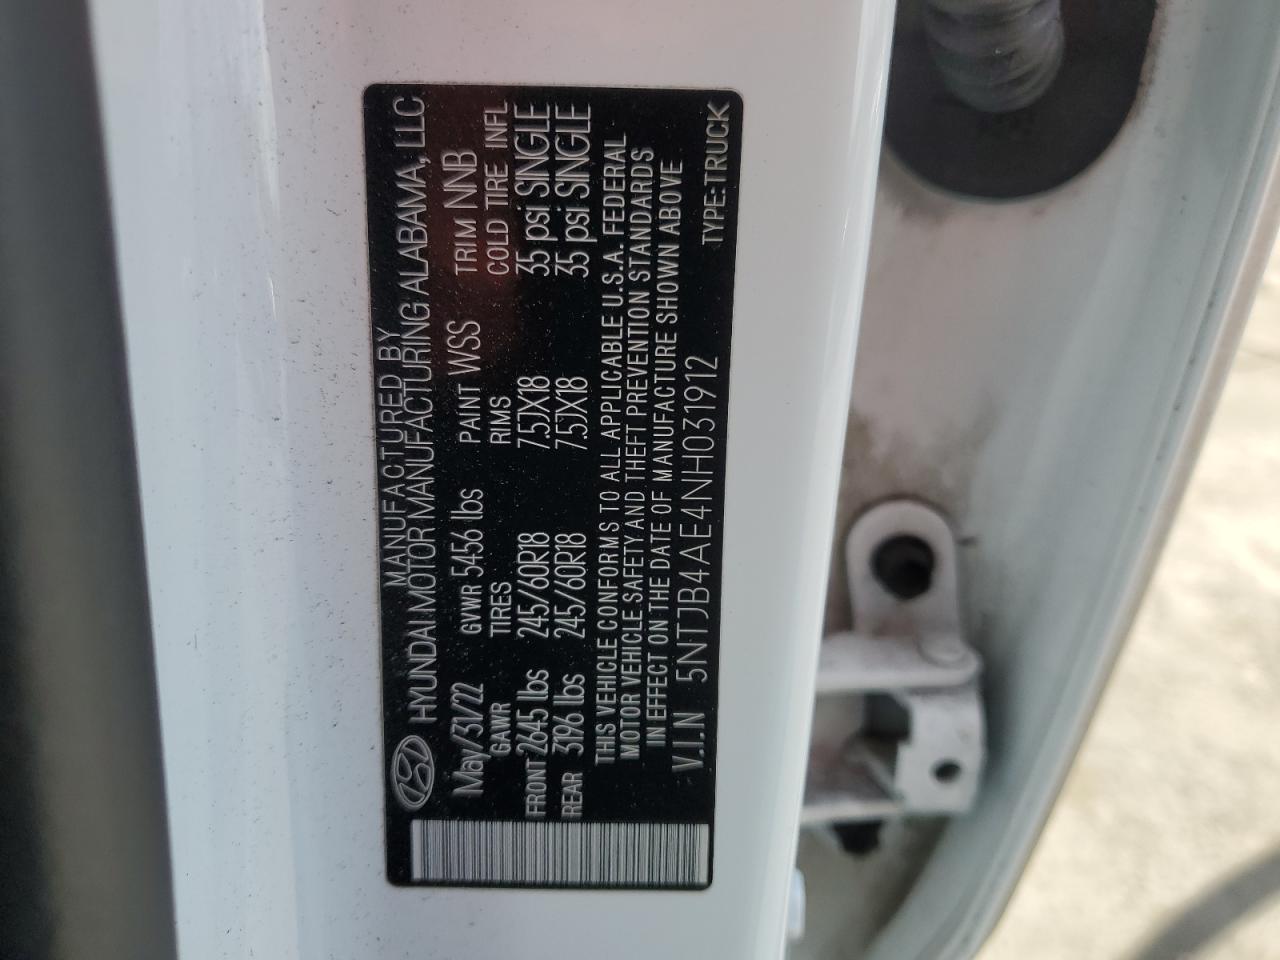 MANUFACTURED BY
HYUNDAI MOTOR MANUFACTURING ALABAMA, LLC
May/31/22 GVWR 5456 lbs PAINT WSS TRIM NNB
GAWR TIRES RIMS COLD TIRE INFL
FRONT 2645 lbs 245/60R18 7.5JX18 35 psi SINGLE
REAR 3196 lbs 245/60R18 7.5JX18 35 psi SINGLE
THIS VEHICLE CONFORMS TO ALL APPLICABLE U.S.A. FEDERAL
MOTOR VEHICLE SAFETY AND THEFT PREVENTION STANDARDS
IN EFFECT ON THE DATE OF MANUFACTURE SHOWN ABOVE
V.I.N 5NTJB4AE4NH031912 TYPE:TRUCK